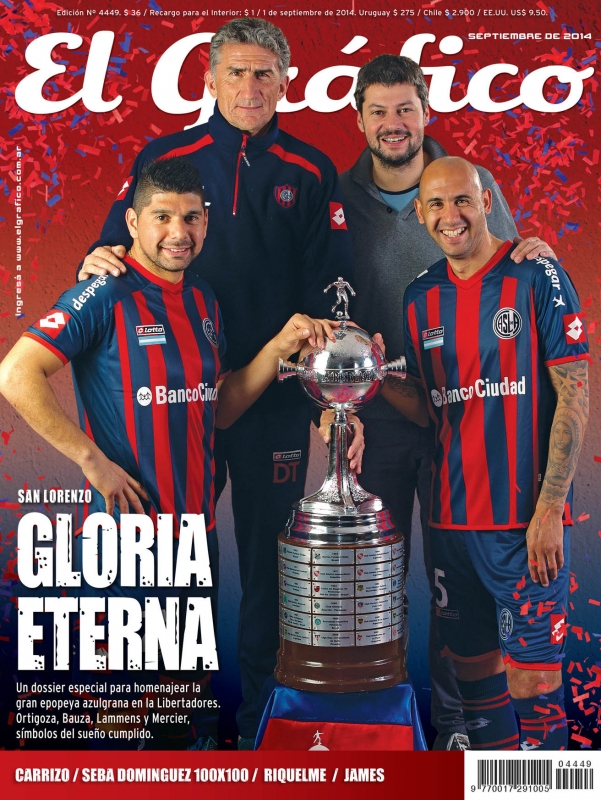 Edición Nº 4449. $ 36 / Recargo para el Interior: $ 1 / 1 de septiembre de 2014. Uruguay $ 275 / Chile $ 2.900 / EE.UU. US$ 9.50.
SEPTIEMBRE DE 2014
El Gráfico
Ingresá a www.elgrafico.com.ar
despegar
despegar
lotto
lotto
CASLA
BancoCiudad
BancoCiudad
lotto
DT
5
SAN LORENZO
GLORIA
ETERNA
Un dossier especial para homenajear la
gran epopeya azulgrana en la Libertadores.
Ortigoza, Bauza, Lammens y Mercier,
símbolos del sueño cumplido.
CARRIZO / SEBA DOMINGUEZ 100X100 / RIQUELME / JAMES
04449
9 770017 291005